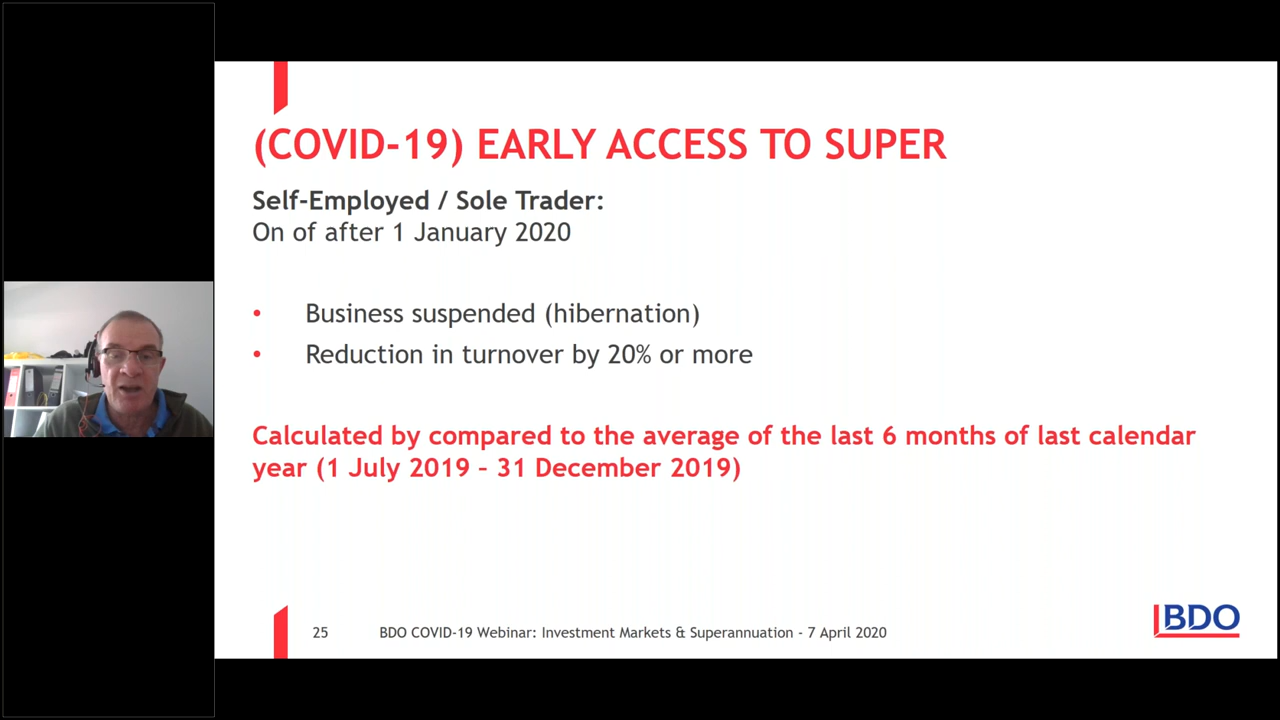 (COVID-19) EARLY ACCESS TO SUPER
Self-Employed / Sole Trader:
On of after 1 January 2020
• Business suspended (hibernation)
• Reduction in turnover by 20% or more
Calculated by compared to the average of the last 6 months of last calendar
year (1 July 2019 – 31 December 2019)
25 BDO COVID-19 Webinar: Investment Markets & Superannuation - 7 April 2020
BDO